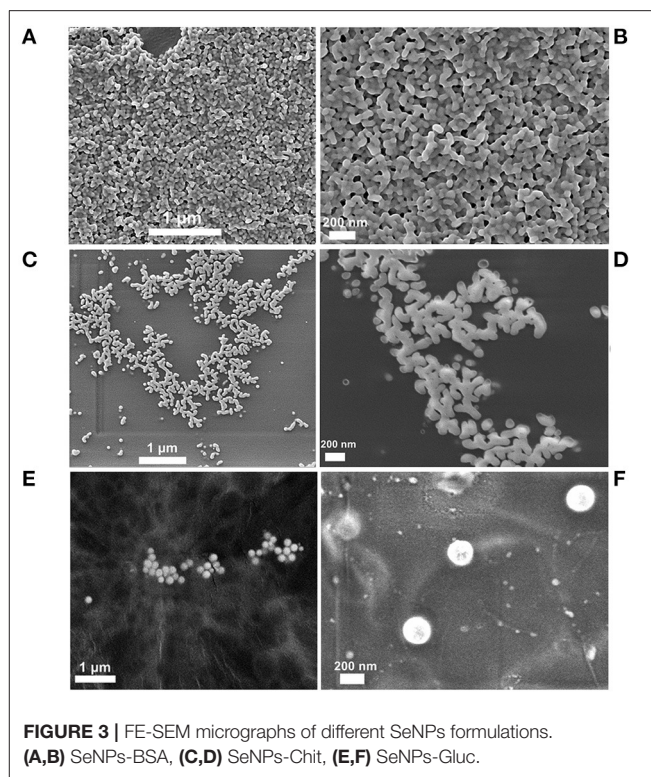 A
B
1 µm
200 nm
C
D
1 µm
200 nm
E
F
1 µm
200 nm
FIGURE 3 | FE-SEM micrographs of different SeNPs formulations.
(A,B) SeNPs-BSA, (C,D) SeNPs-Chit, (E,F) SeNPs-Gluc.